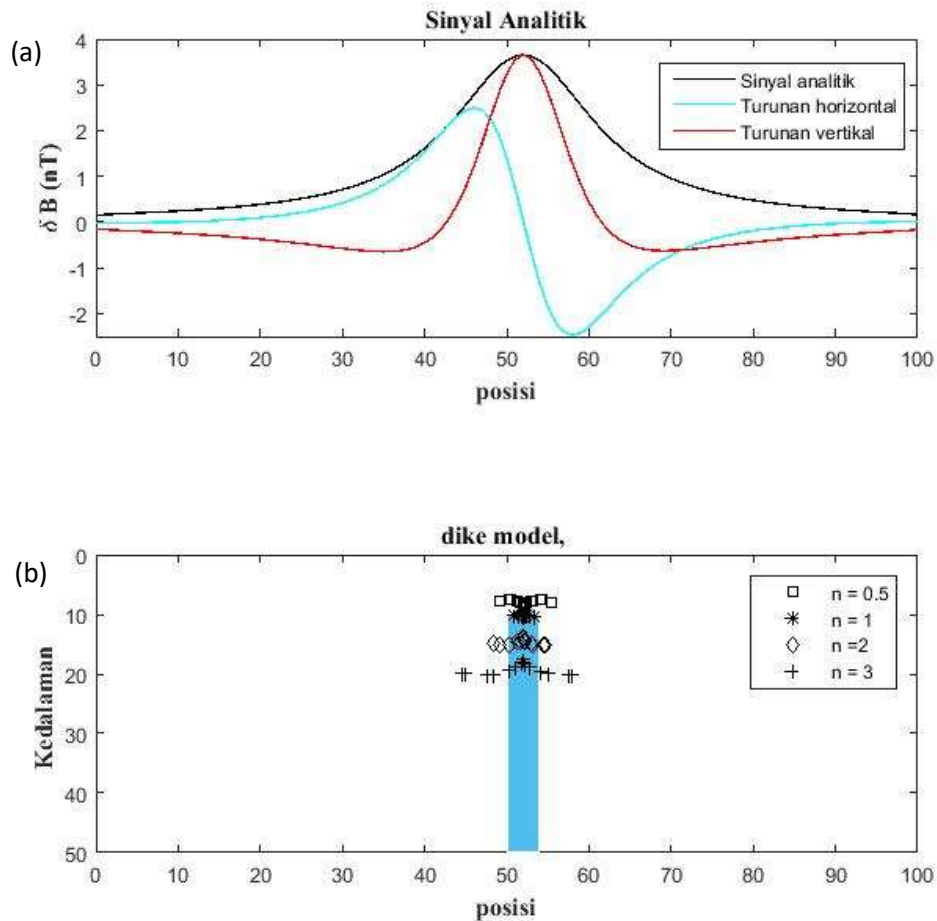 (a)
Sinyal Analitik
4
3
2
1
0
-1
-2
δ B (nT)
Sinyal analitik
Turunan horizontal
Turunan vertikal
0 10 20 30 40 50 60 70 80 90 100
posisi
(b)
dike model,
0
10
20
30
40
50
Kedalaman
n = 0.5
n = 1
n =2
n = 3
0 10 20 30 40 50 60 70 80 90 100
posisi